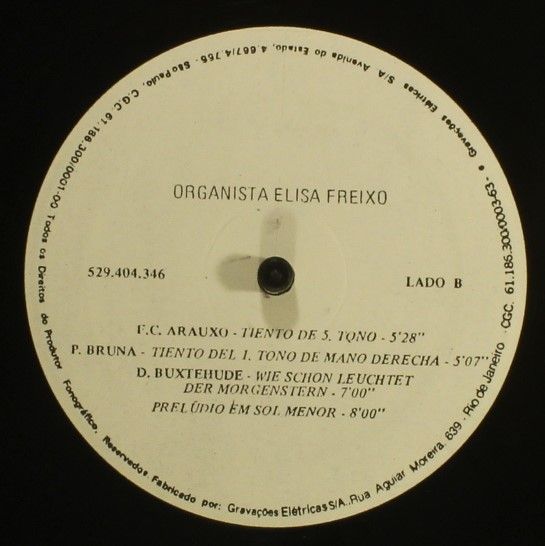 ORGANISTA ELISA FREIXO
529.404.346
LADO B
F.C. ARAUXO - TIENTO DE 5. TONO - 5'28"
P. BRUNA - TIENTO DEL 1. TONO DE MANO DERECHA - 5'07"
D. BUXTEHUDE - WIE SCHON LEUCHTET
DER MORGENSTERN - 7'00"
PRELÚDIO EM SOL MENOR - 8'00"
Todos os Direitos do Produtor Fonográfico. Reservados Fabricado por: Gravações Elétricas S/A. Rua Aguiar Moreira, 639 - Rio de Janeiro - CGC. 61.186.300/0003-63 - e Gravações Elétricas S/A Avenida do Estado, 4.667/4.755 - São Paulo, C.G.C. 61.186.300/0001-00